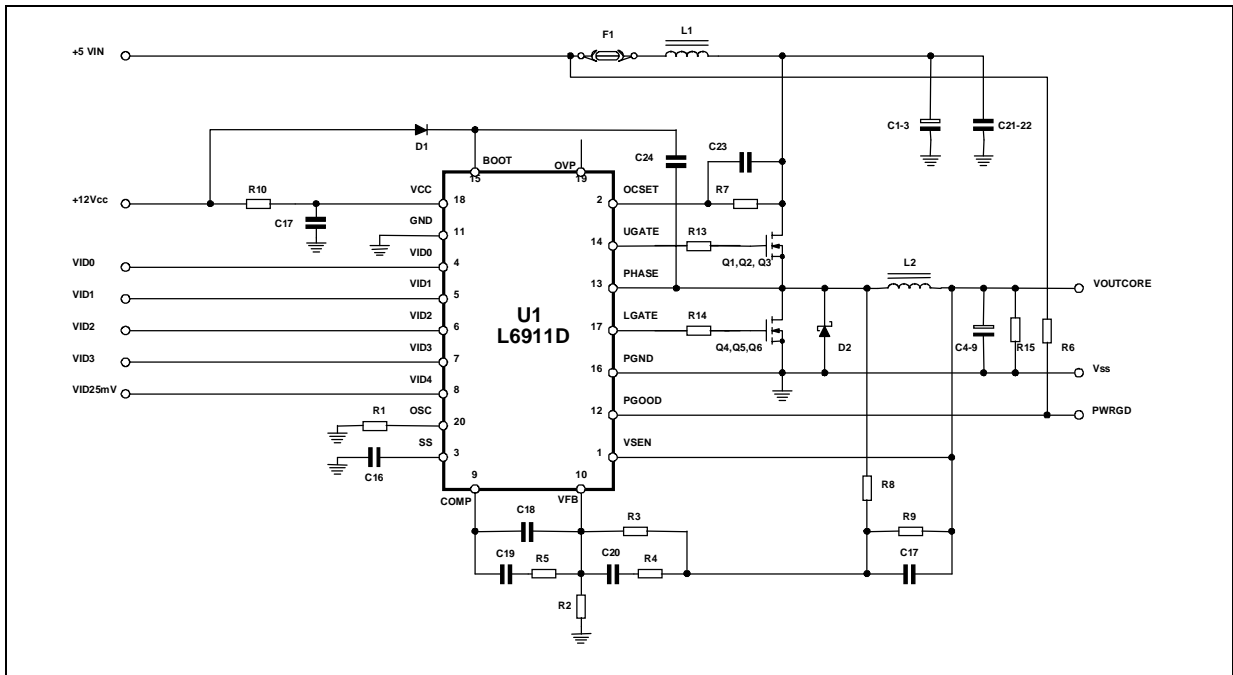 F1
L1
+5 VIN
C1-3
C21-22
D1
C24
C23
BOOT
OVP
15
19
R10
VCC
OCSET
R7
+12Vcc
18
2
C17
GND
UGATE
R13
11
14
VID0
VID0
Q1,Q2, Q3
L2
4
PHASE
13
VOUTCORE
VID1
VID1
5
U1
L6911D
LGATE
R14
VID2
VID2
6
17
D2
C4-9
R15
R6
Q4,Q5,Q6
VID3
VID3
7
PGND
16
Vss
VID25mV
VID4
8
PGOOD
12
PWRGD
R1
OSC
20
VSEN
SS
3
1
C16
9
10
R8
COMP
VFB
C18
R3
R9
C19
R5
C20
R4
C17
R2